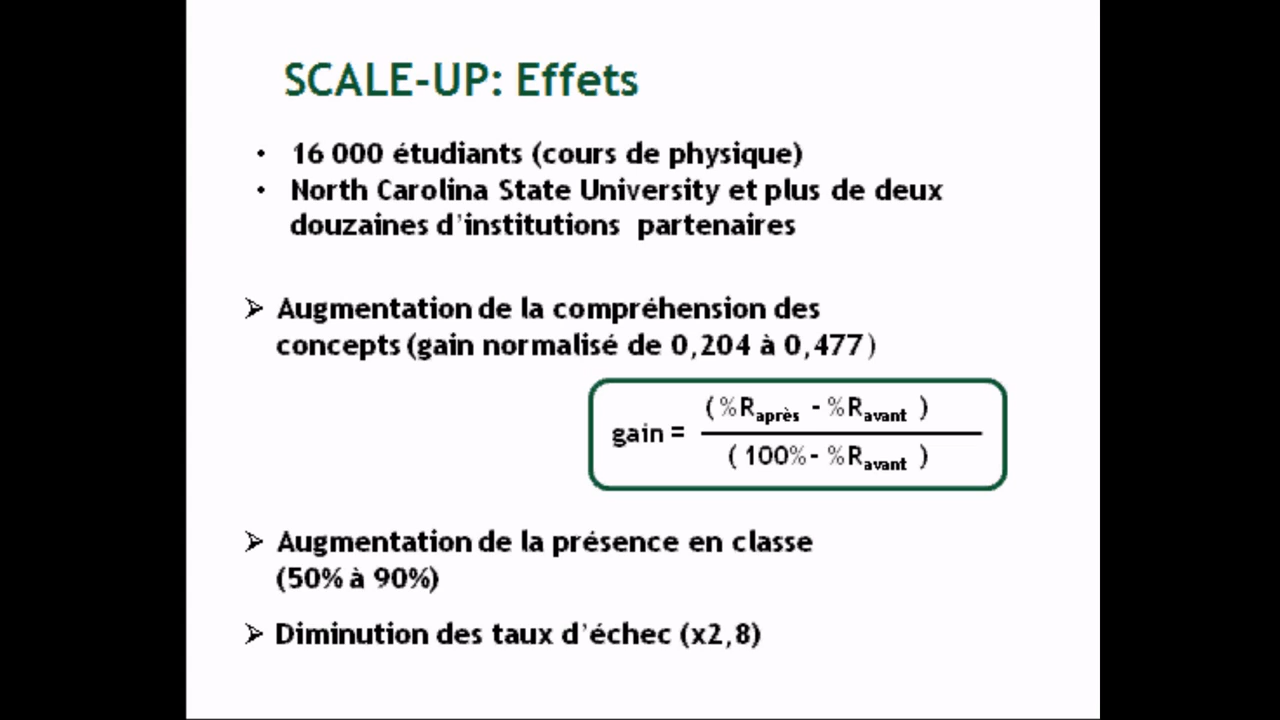 SCALE-UP: Effets
• 16 000 étudiants (cours de physique)
• North Carolina State University et plus de deux
douzaines d'institutions partenaires
➢ Augmentation de la compréhension des
concepts (gain normalisé de 0,204 à 0,477)
(%Raprès - %Ravant )
gain =
( 100%- %Ravant )
➢ Augmentation de la présence en classe
(50% à 90%)
➢ Diminution des taux d'échec (x2,8)